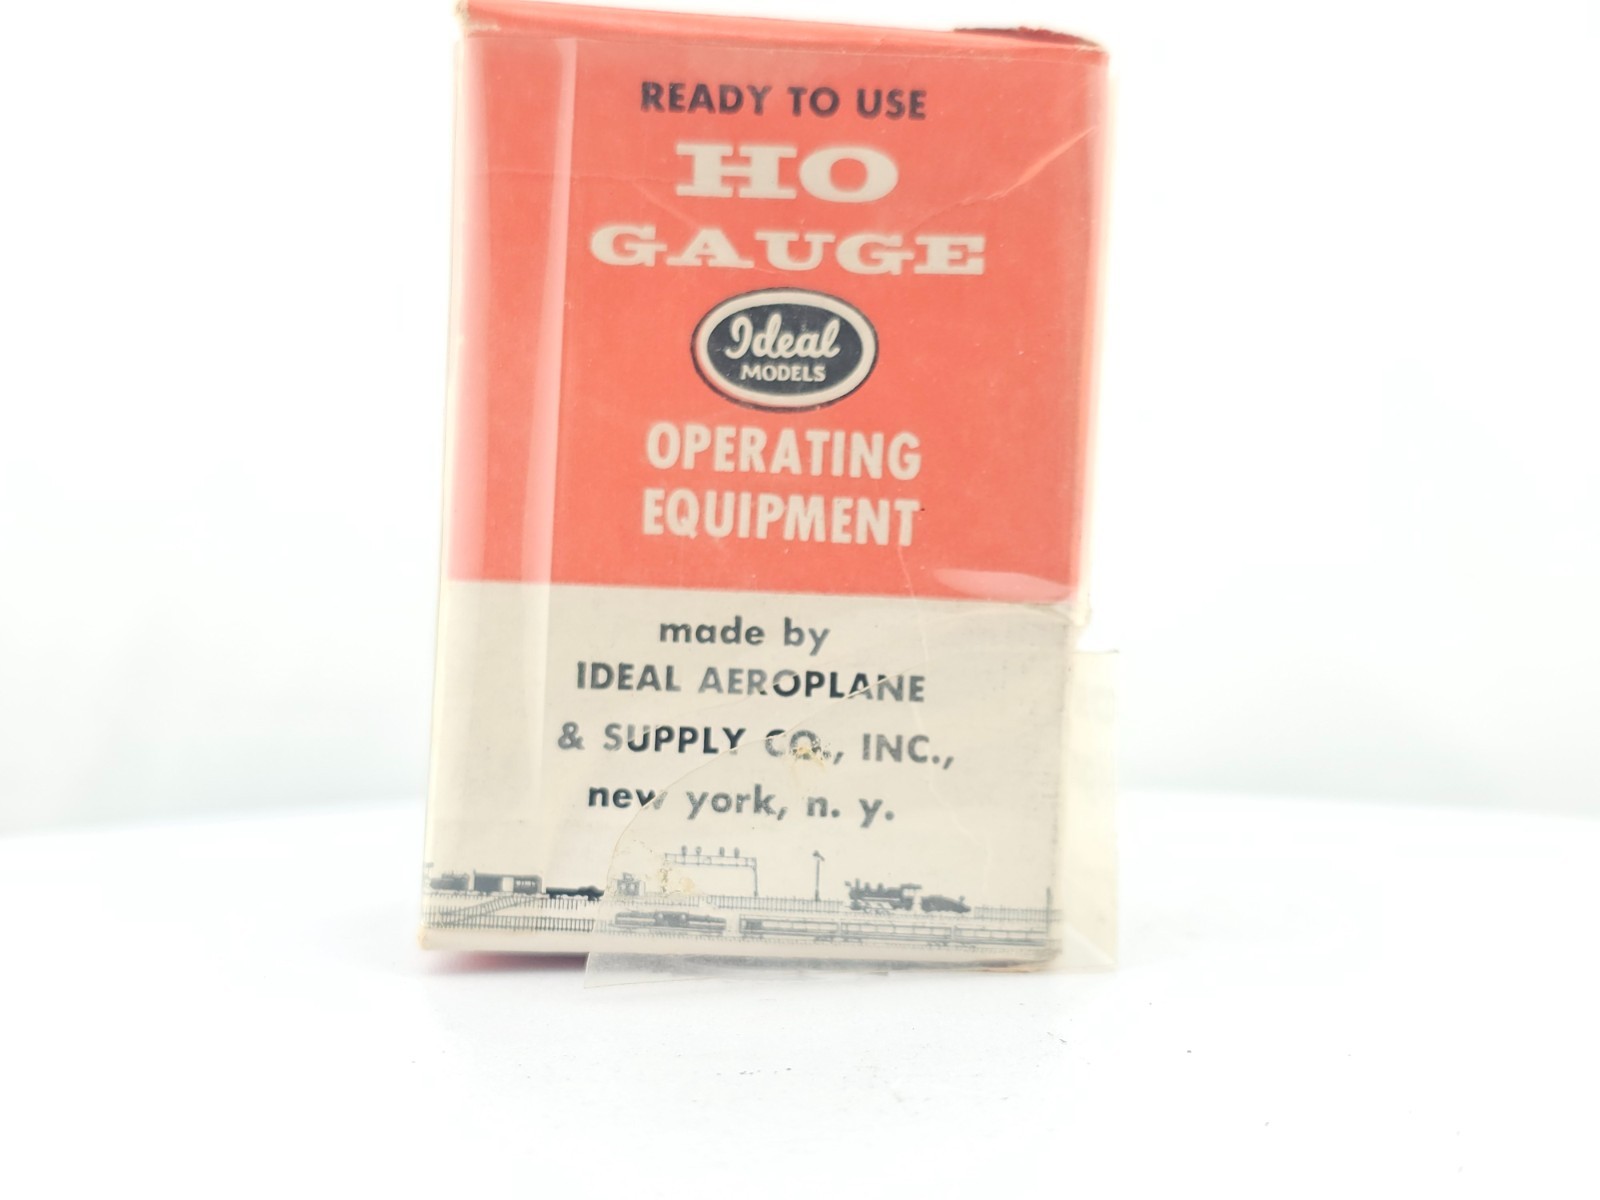 READY TO USE
HO
GAUGE
Ideal
MODELS
OPERATING
EQUIPMENT
made by
IDEAL AEROPLANE
& SUPPLY CO., INC.,
new york, n. y.